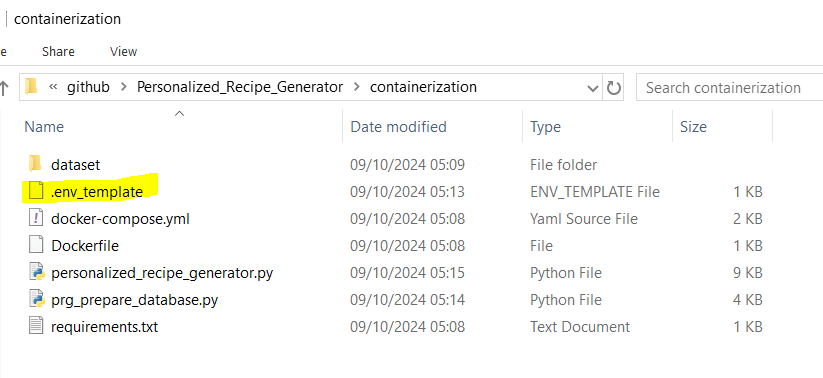 containerization
e Share View
« github > Personalized_Recipe_Generator > containerization Search containerization
Name Date modified Type Size
dataset 09/10/2024 05:09 File folder
.env_template 09/10/2024 05:13 ENV_TEMPLATE File 1 KB
docker-compose.yml 09/10/2024 05:08 Yaml Source File 2 KB
Dockerfile 09/10/2024 05:08 File 1 KB
personalized_recipe_generator.py 09/10/2024 05:15 Python File 9 KB
prg_prepare_database.py 09/10/2024 05:14 Python File 4 KB
requirements.txt 09/10/2024 05:08 Text Document 1 KB